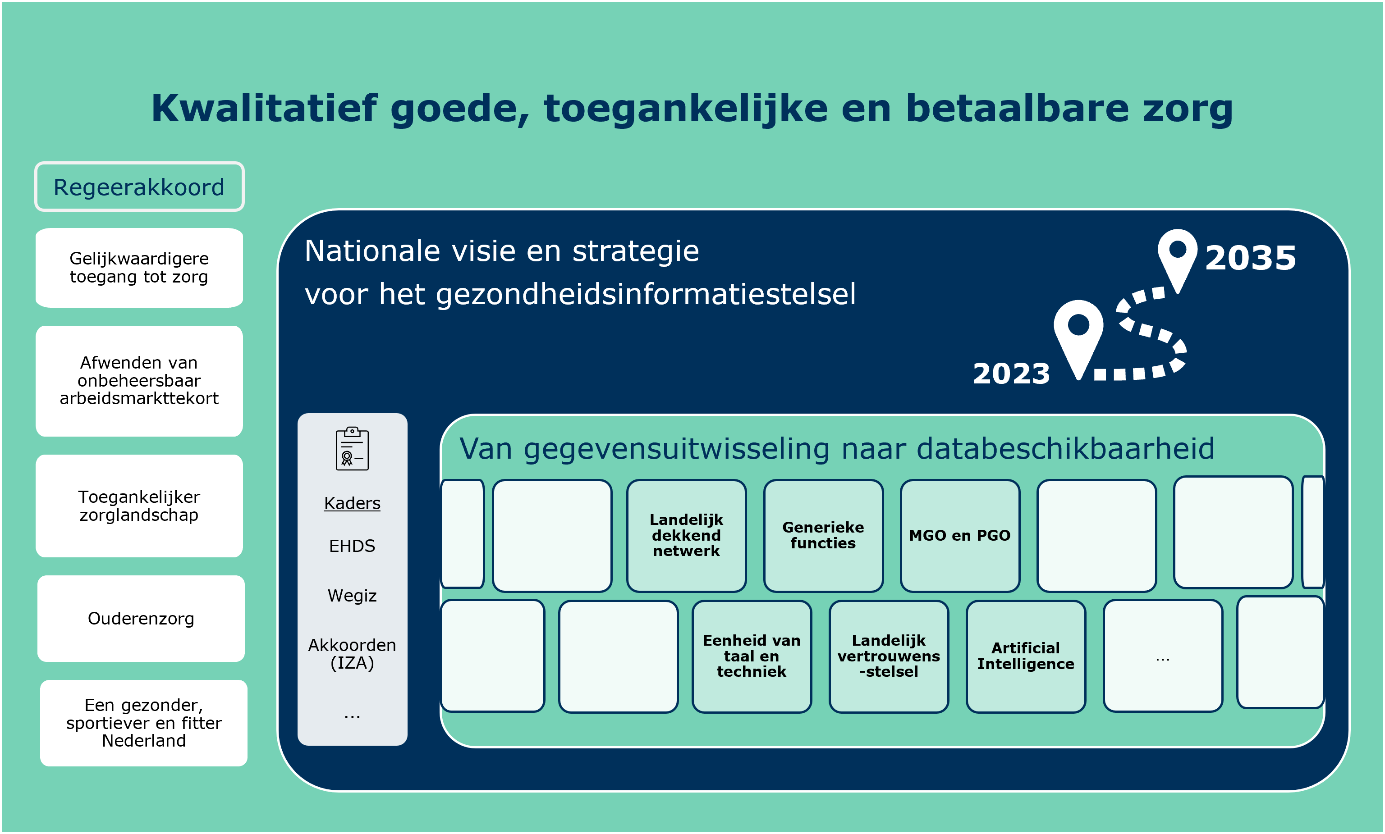 Kwalitatief goede, toegankelijke en betaalbare zorg
Regeerakkoord
Gelijkwaardigere
toegang tot zorg
Afwenden van
onbeheersbaar
arbeidsmarkttekort
Toegankelijker
zorglandschap
Ouderenzorg
Een gezonder,
sportiever en fitter
Nederland
Nationale visie en strategie
voor het gezondheidsinformatiestelsel
2035
2023
Kaders
EHDS
Wegiz
Akkoorden
(IZA)
...
Van gegevensuitwisseling naar databeschikbaarheid
Landelijk
dekkend
netwerk
Generieke
functies
MGO en PGO
Eenheid van
taal en
techniek
Landelijk
vertrouwens
-stelsel
Artificial
Intelligence
...